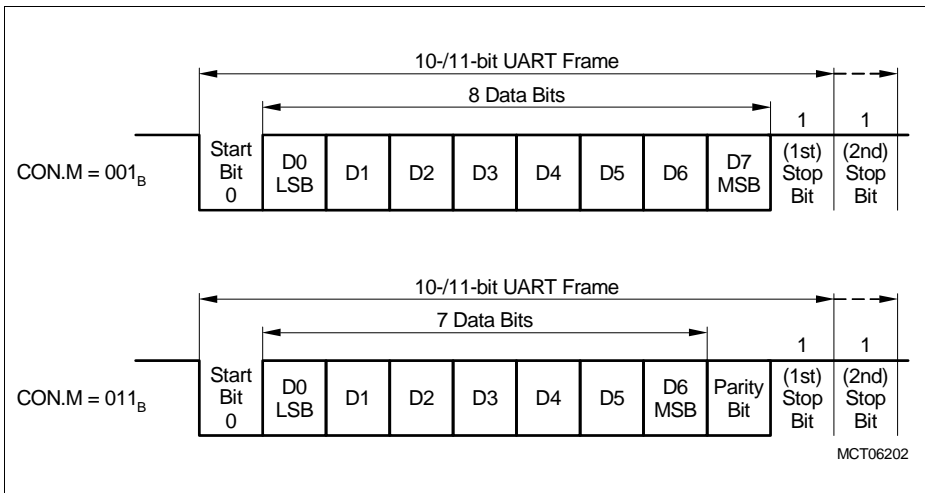 10-/11-bit UART Frame
8 Data Bits
1 1
CON.M = 001B
Start Bit 0
D0 LSB
D1
D2
D3
D4
D5
D6
D7 MSB
(1st) Stop Bit
(2nd) Stop Bit
10-/11-bit UART Frame
7 Data Bits
1 1
CON.M = 011B
Start Bit 0
D0 LSB
D1
D2
D3
D4
D5
D6 MSB
Parity Bit
(1st) Stop Bit
(2nd) Stop Bit
MCT06202